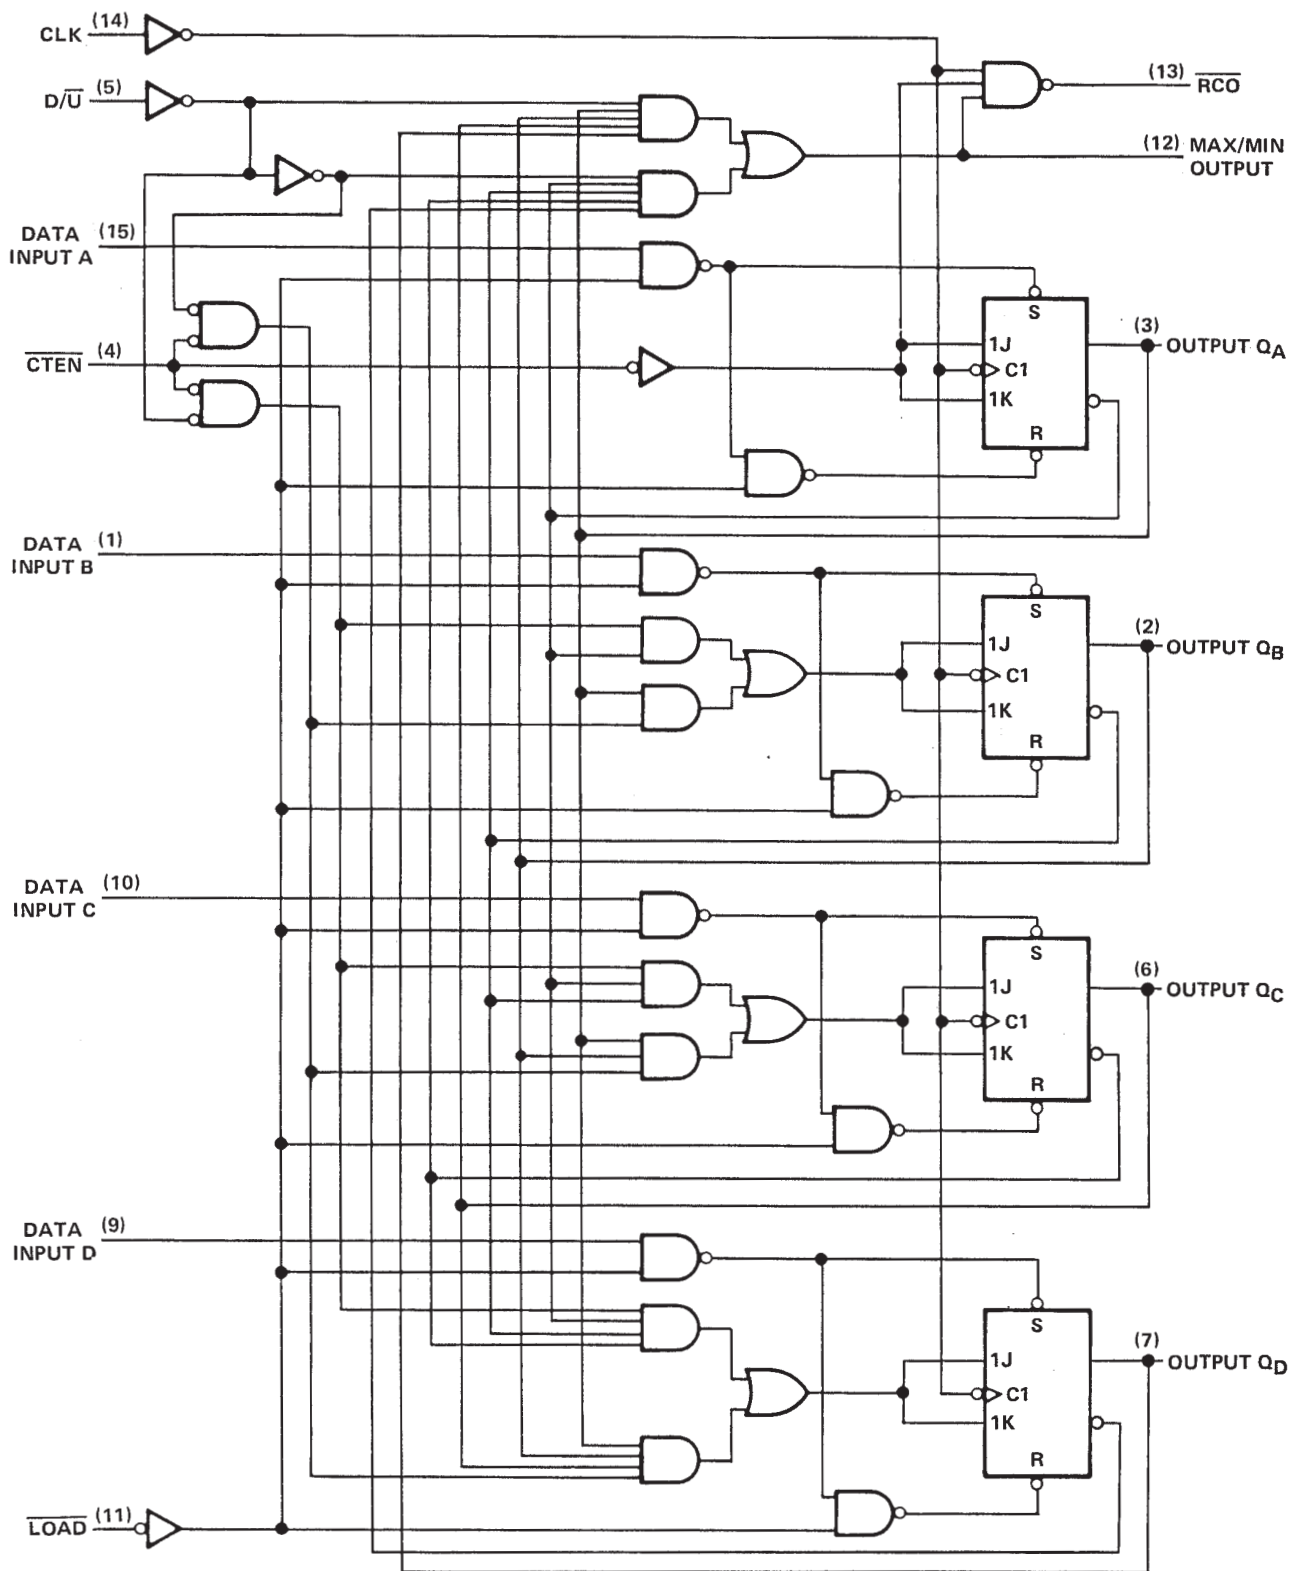 CLK (14)
(13) RCO
D/U (5)
(12) MAX/MIN
OUTPUT
DATA (15)
INPUT A
S
1J
(3) OUTPUT QA
C1
CTEN (4)
1K
R
DATA (1)
INPUT B
S
1J
(2) OUTPUT QB
C1
1K
R
DATA (10)
INPUT C
S
1J
(6) OUTPUT QC
C1
1K
R
DATA (9)
INPUT D
S
1J
(7) OUTPUT QD
C1
1K
R
LOAD (11)